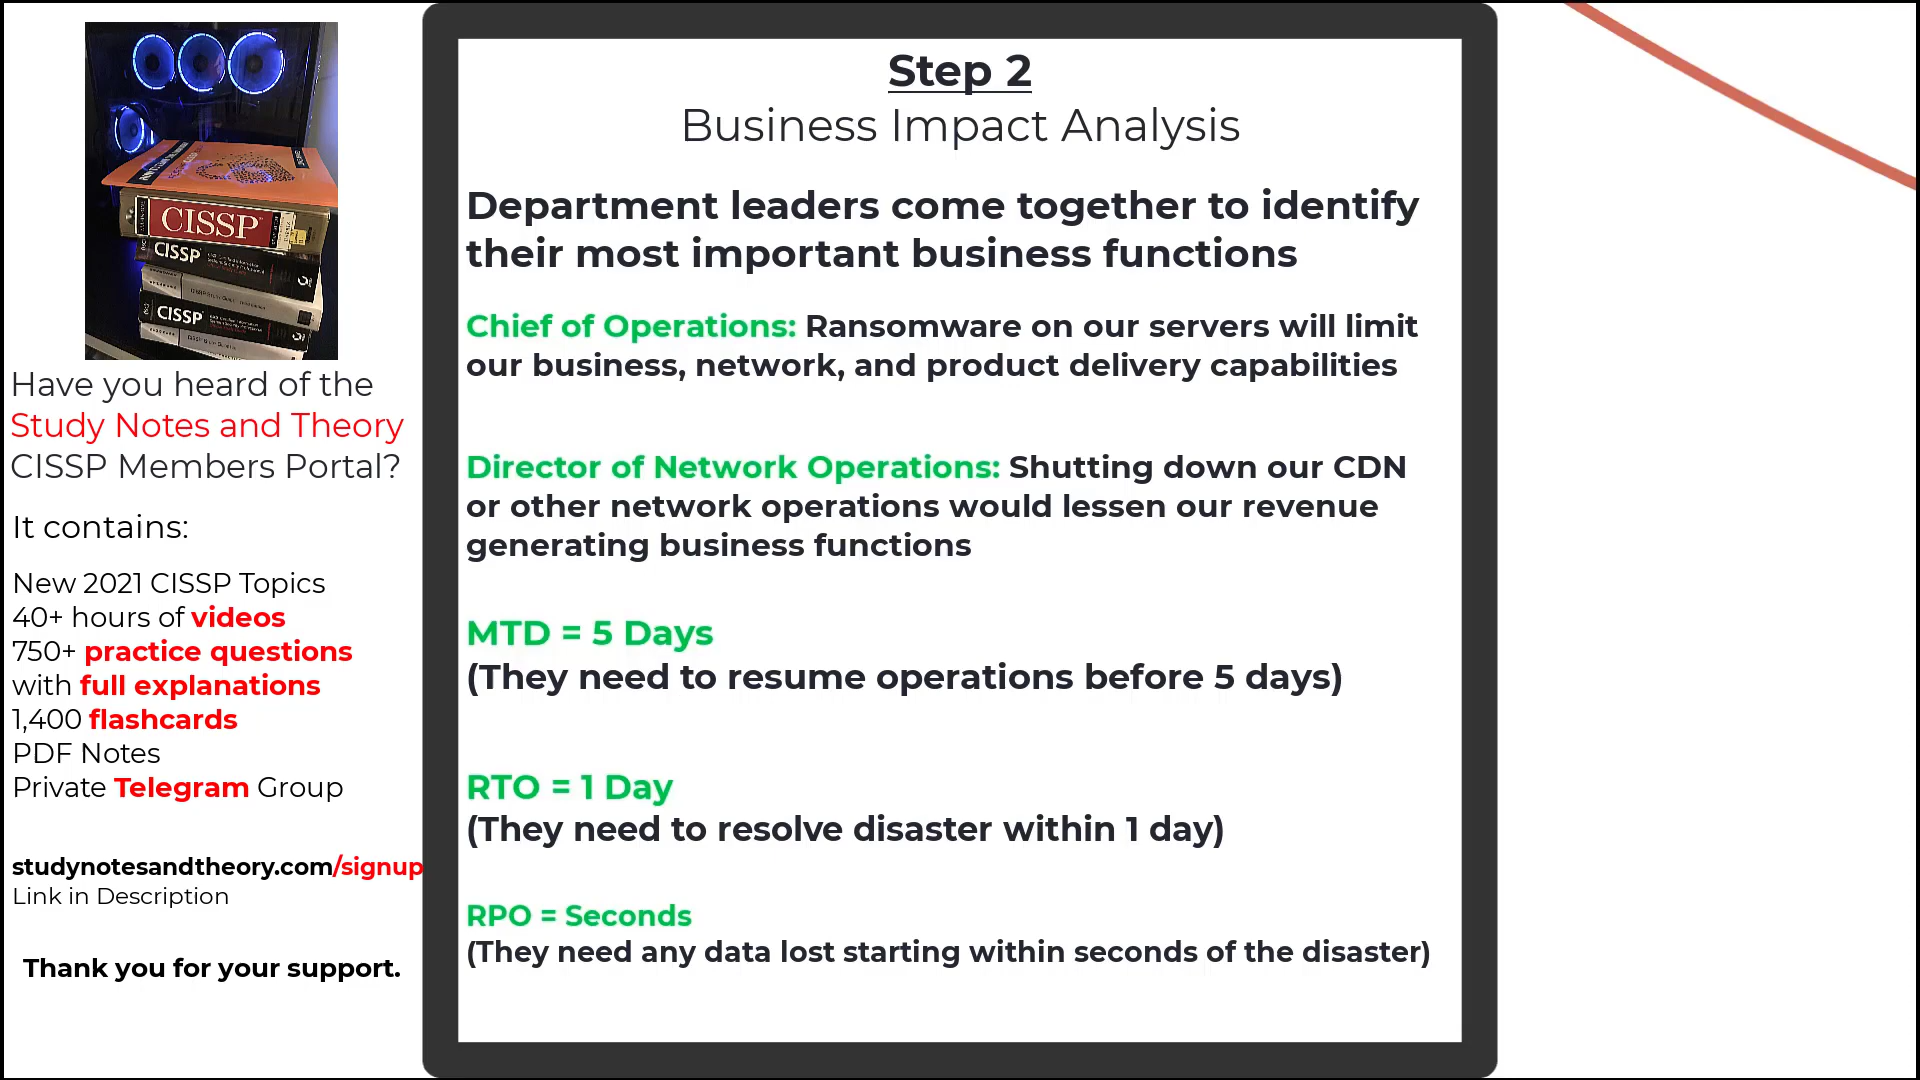 CISSP
CISSP
CISSP
Have you heard of the
Study Notes and Theory
CISSP Members Portal?
It contains:
New 2021 CISSP Topics
40+ hours of videos
750+ practice questions
with full explanations
1,400 flashcards
PDF Notes
Private Telegram Group
studynotesandtheory.com/signup
Link in Description
Thank you for your support.
Step 2
Business Impact Analysis
Department leaders come together to identify
their most important business functions
Chief of Operations: Ransomware on our servers will limit
our business, network, and product delivery capabilities
Director of Network Operations: Shutting down our CDN
or other network operations would lessen our revenue
generating business functions
MTD = 5 Days
(They need to resume operations before 5 days)
RTO = 1 Day
(They need to resolve disaster within 1 day)
RPO = Seconds
(They need any data lost starting within seconds of the disaster)